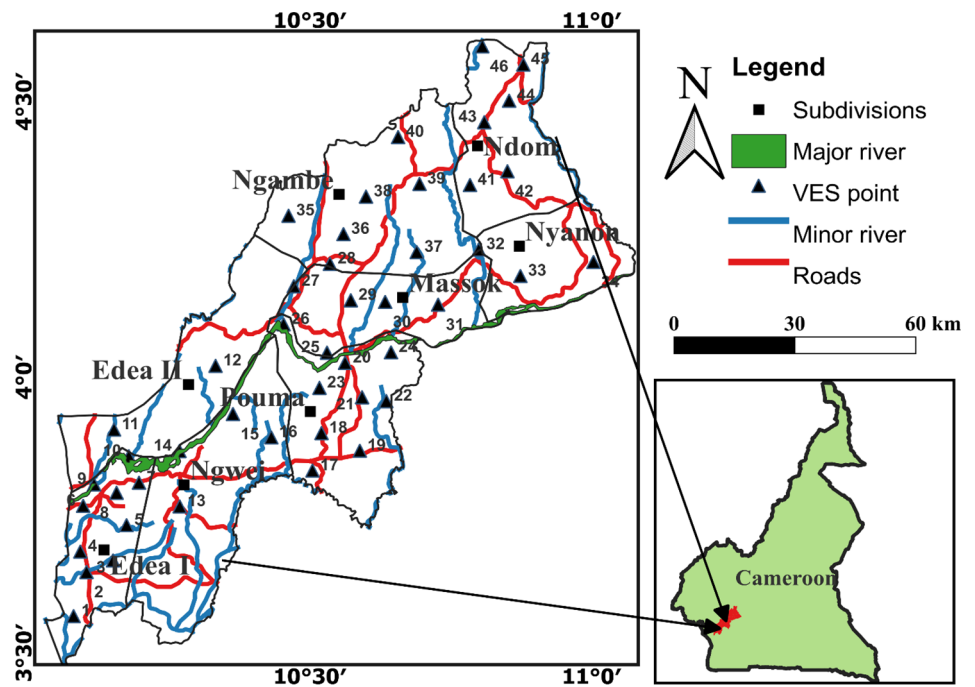 10°30′ 11°0′
4°30′
4°0′
3°30′
46 45
44
43
40 Ndom
39
Ngambe 38 41 42
35
36 Nyanon
37 32
28 33
27 Massok
29
26 30 31
25 24
12 20
Edea II 23
Pouma 21 22
11
15 16 18
14 19
10
9 Ngwei 17
8 13
5
4
3 Edea I
2
1
10°30′ 11°0′
N
Legend
Subdivisions
Major river
VES point
Minor river
Roads
0 30 60 km
Cameroon